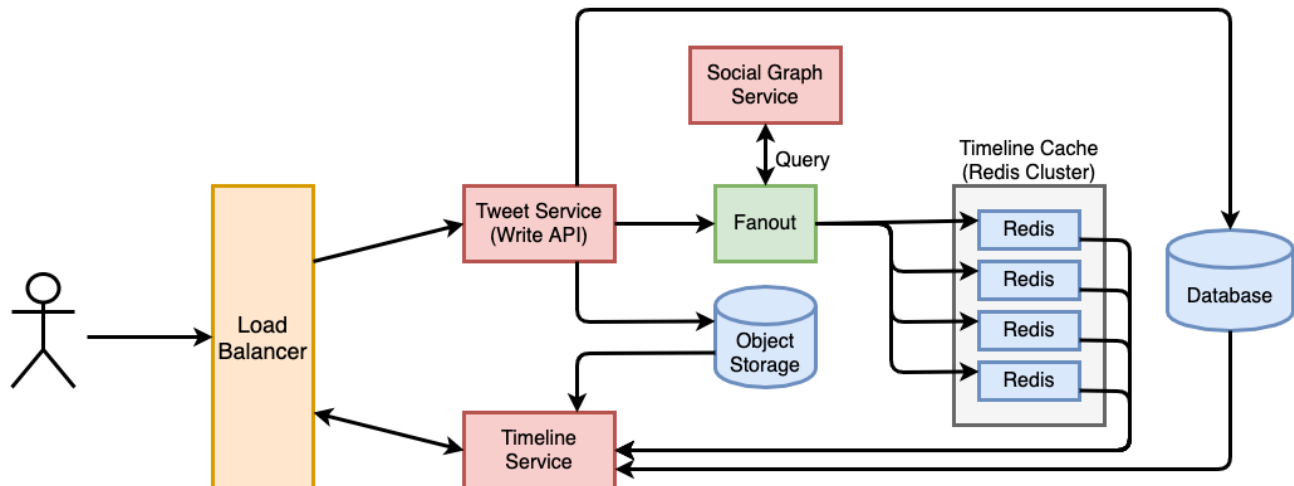 Social Graph
Service
Query
Timeline Cache
(Redis Cluster)
Tweet Service
(Write API)
Fanout
Redis
Redis
Redis
Redis
Database
Load
Balancer
Object
Storage
Timeline
Service